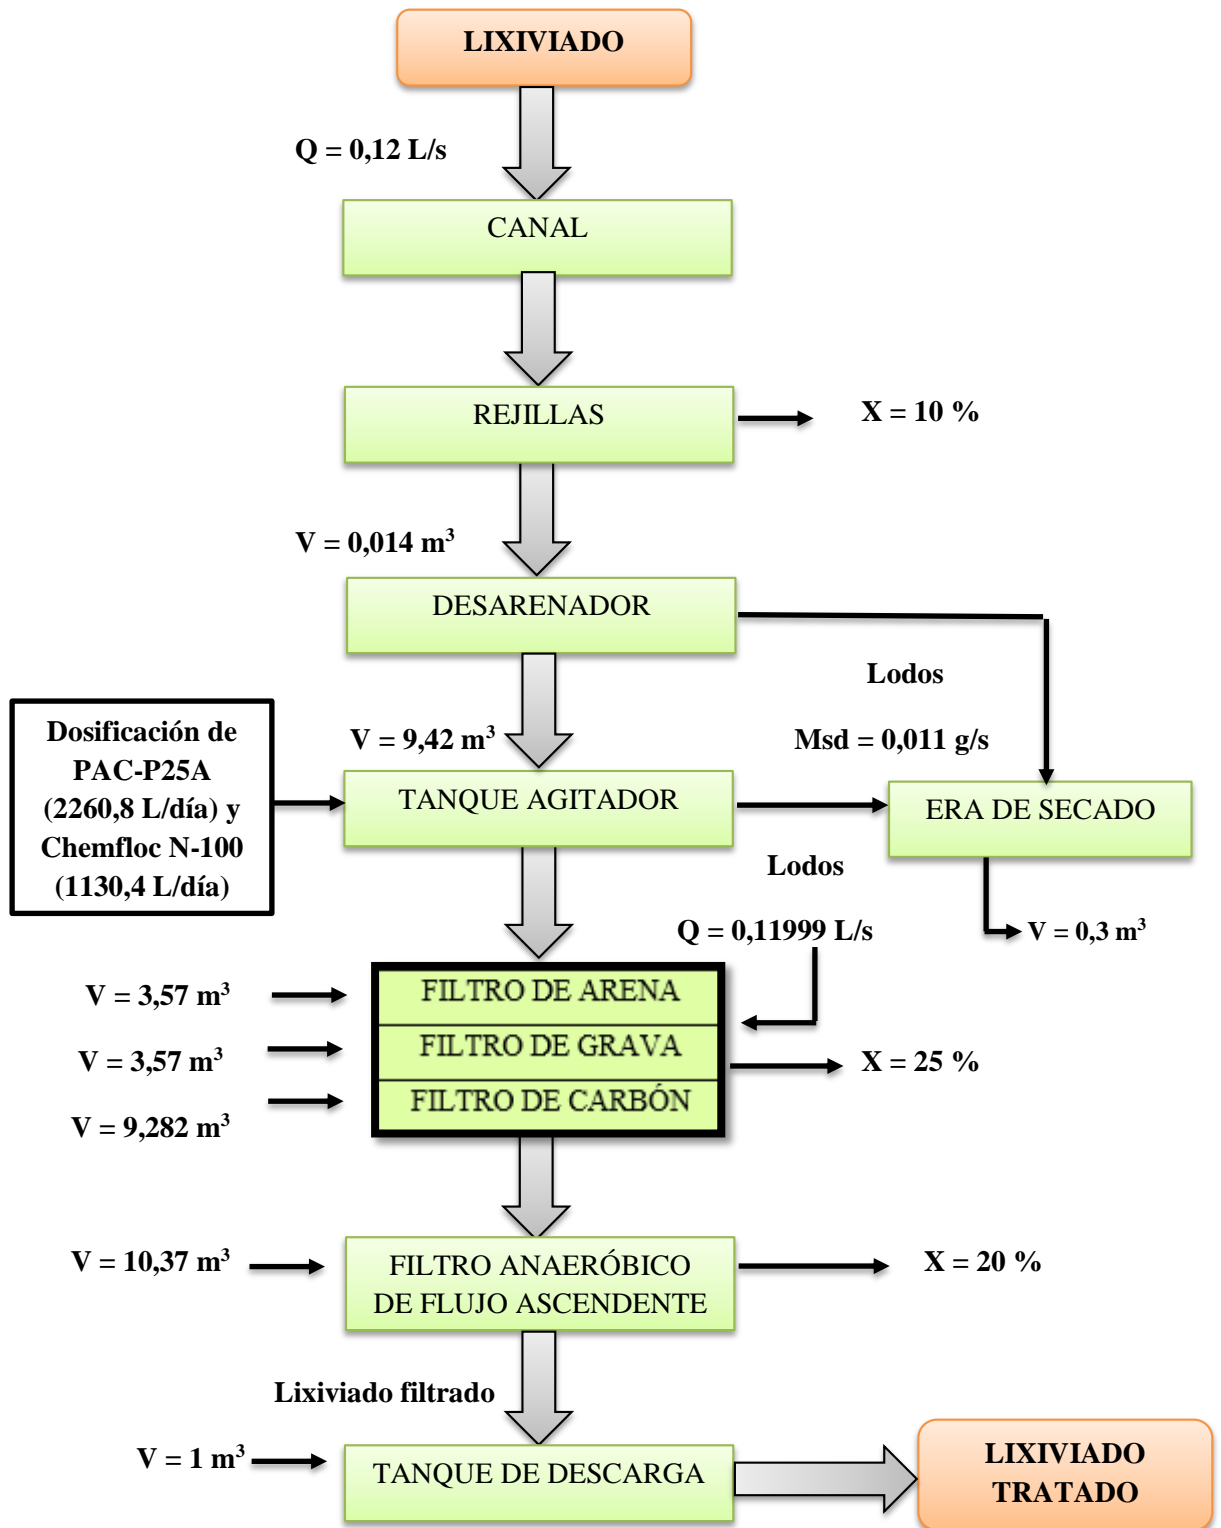 LIXIVIADO
Q = 0,12 L/s
CANAL
REJILLAS
X = 10 %
V = 0,014 m³
DESARENADOR
Lodos
Dosificación de
PAC-P25A
(2260,8 L/día) y
Chemfloc N-100
(1130,4 L/día)
V = 9,42 m³
Msd = 0,011 g/s
TANQUE AGITADOR
ERA DE SECADO
Lodos
Q = 0,11999 L/s
V = 0,3 m³
V = 3,57 m³
FILTRO DE ARENA
V = 3,57 m³
FILTRO DE GRAVA
X = 25 %
V = 9,282 m³
FILTRO DE CARBÓN
V = 10,37 m³
FILTRO ANAERÓBICO
DE FLUJO ASCENDENTE
X = 20 %
Lixiviado filtrado
V = 1 m³
TANQUE DE DESCARGA
LIXIVIADO
TRATADO